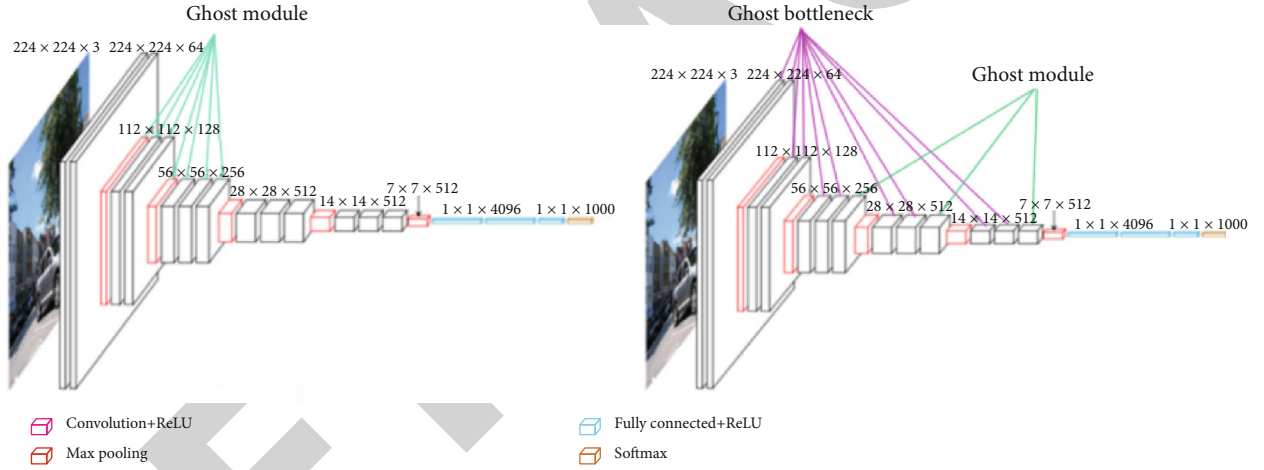 Ghost module
224 × 224 × 3
224 × 224 × 64
112 × 112 × 128
56 × 56 × 256
28 × 28 × 512
14 × 14 × 512
7 × 7 × 512
1 × 1 × 4096
1 × 1 × 1000
Ghost bottleneck
Ghost module
224 × 224 × 3
224 × 224 × 64
112 × 112 × 128
56 × 56 × 256
28 × 28 × 512
14 × 14 × 512
7 × 7 × 512
1 × 1 × 4096
1 × 1 × 1000
Convolution+ReLU
Max pooling
Fully connected+ReLU
Softmax